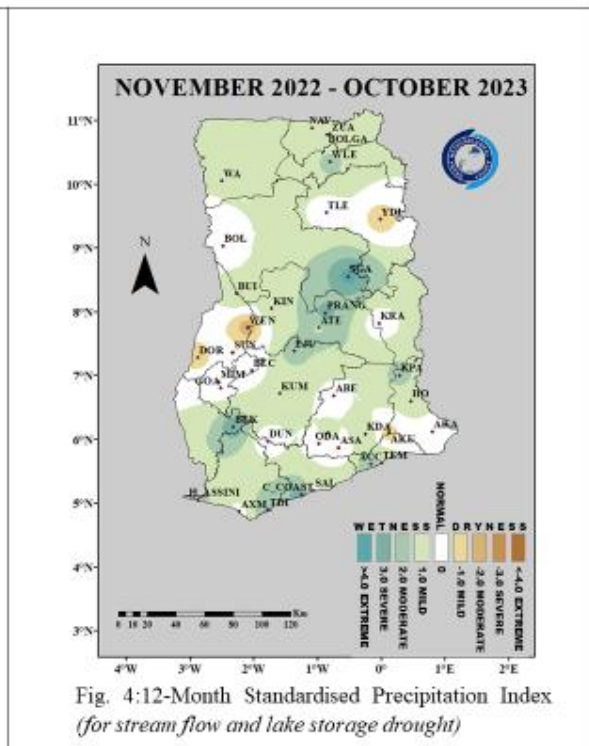 NOVEMBER 2022 - OCTOBER 2023
11°N
10°N
9°N
8°N
7°N
6°N
5°N
4°N
3°N
4°W
3°W
2°W
1°W
0°
1°E
2°E
N
NAV
ZUA
BOLGA
WLE
WA
TLE
YDI
BOL
SGA
BUI
KIN
PRANG
ATE
KRA
WEN
SUN
DOR
BEC
MIM
GOA
KPA
HO
KUM
ABE
DUN
ODA
ASA
KDA
AKE
AKA
ACC
TEM
C_COAST
SAL
TDI
AXM
H_ASSINI
WETNESS
NORMAL
DRYNESS
>4.0 EXTREME
3.0 SEVERE
2.0 MODERATE
1.0 MILD
0
-1.0 MILD
-2.0 MODERATE
-3.0 SEVERE
<-4.0 EXTREME
0 10 20 40 60 80 100 120
Km
Fig. 4:12-Month Standardised Precipitation Index
(for stream flow and lake storage drought)